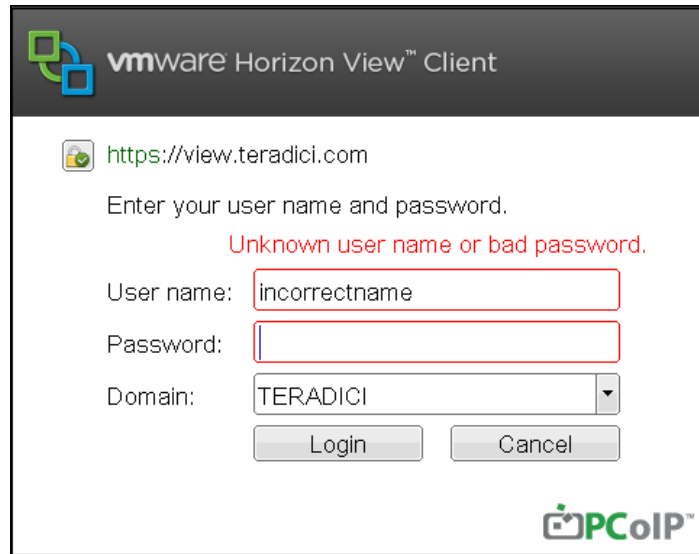 vmware Horizon View™ Client
https://view.teradici.com
Enter your user name and password.
Unknown user name or bad password.
User name: incorrectname
Password:
Domain: TERADICI
Login Cancel
PCoIP™